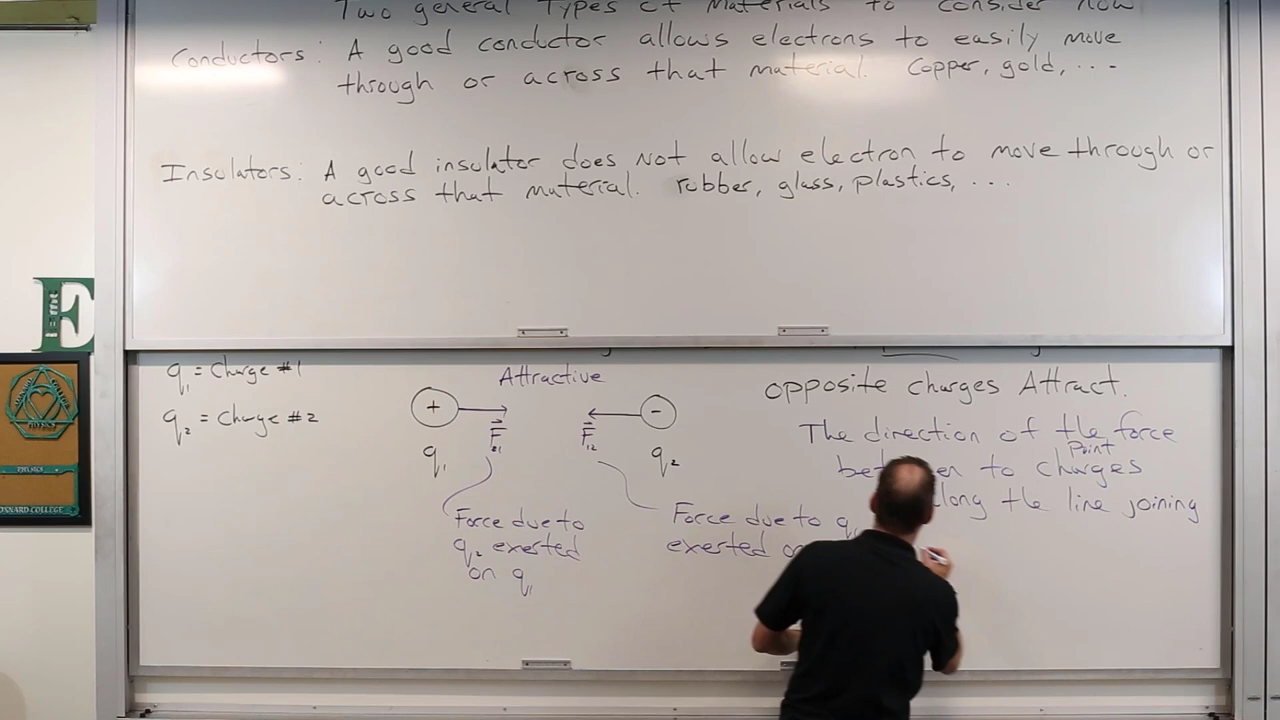 Two general Types of Materials to consider now
Conductors: A good conductor allows electrons to easily move
through or across that material. Copper, gold, ...
Insulators: A good insulator does Not allow electron to move through or
across that material. rubber, glass, plastics, ...
E
q₁ = Charge #1
q₂ = Charge #2
Attractive
+
-
F₂₁
F₁₂
q₁
q₂
Force due to
q₂ exerted
on q₁
Force due to q₁
exerted
opposite charges Attract.
The direction of the force
Point
between to charges
along the line joining
PHYSICS
PHYSICS
OXNARD COLLEGE